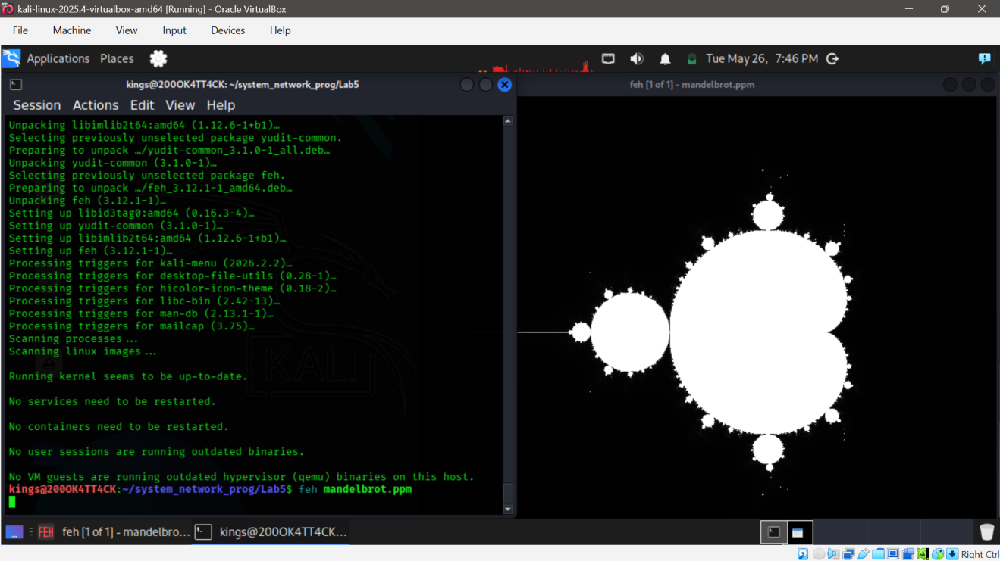 kali-linux-2025.4-virtualbox-amd64 [Running] - Oracle VirtualBox
File Machine View Input Devices Help
Applications Places Tue May 26, 7:46 PM
kings@200OK4TT4CK: ~/system_network_prog/Lab5
feh [1 of 1] - mandelbrot.ppm
Session Actions Edit View Help
Unpacking libimlib2t64:amd64 (1.12.6-1+b1)…
Selecting previously unselected package yudit-common.
Preparing to unpack …/yudit-common_3.1.0-1_all.deb…
Unpacking yudit-common (3.1.0-1)…
Selecting previously unselected package feh.
Preparing to unpack …/feh_3.12.1-1_amd64.deb…
Unpacking feh (3.12.1-1)…
Setting up libid3tag0:amd64 (0.16.3-4)…
Setting up yudit-common (3.1.0-1)…
Setting up libimlib2t64:amd64 (1.12.6-1+b1)…
Setting up feh (3.12.1-1)…
Processing triggers for kali-menu (2026.2.2)…
Processing triggers for desktop-file-utils (0.28-1)…
Processing triggers for hicolor-icon-theme (0.18-2)…
Processing triggers for libc-bin (2.42-13)…
Processing triggers for man-db (2.13.1-1)…
Processing triggers for mailcap (3.75)…
Scanning processes...
Scanning linux images...
KALI
Running kernel seems to be up-to-date.
No services need to be restarted.
No containers need to be restarted.
No user sessions are running outdated binaries.
No VM guests are running outdated hypervisor (qemu) binaries on this host.
kings@200OK4TT4CK:~/system_network_prog/Lab5$ feh mandelbrot.ppm
FEH feh [1 of 1] - mandelbro... kings@200OK4TT4CK...
Right Ctrl